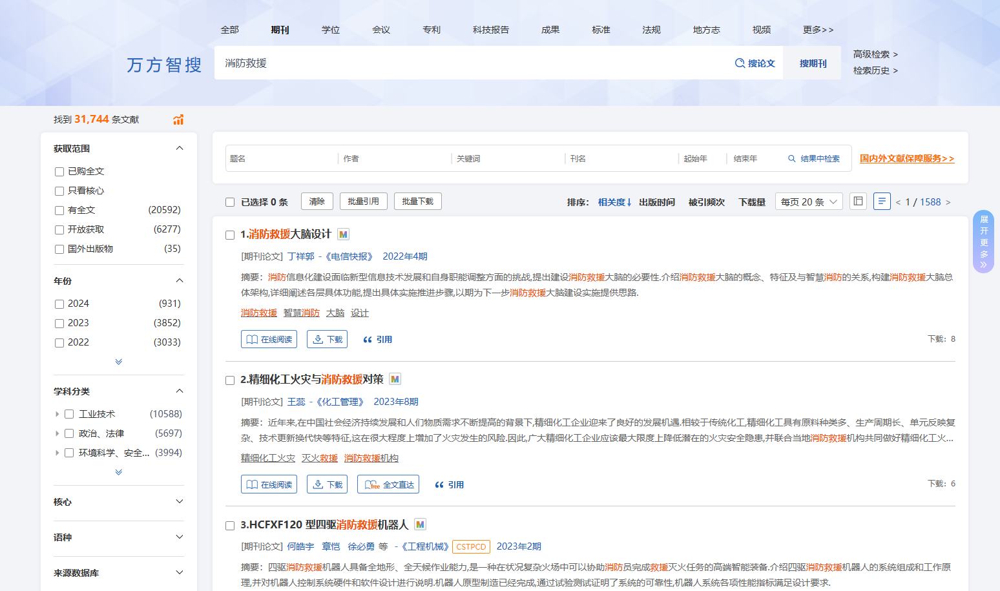 全部 期刊 学位 会议 专利 科技报告 成果 标准 法规 地方志 视频 更多>>
万方智搜
消防救援 搜论文 搜期刊
高级检索 >
检索历史 >
找到 31,744 条文献
获取范围
已购全文
只看核心
有全文 (20592)
开放获取 (6277)
国外出版物 (35)
年份
2024 (931)
2023 (3852)
2022 (3033)
学科分类
工业技术 (10588)
政治、法律 (5697)
环境科学、安全... (3994)
核心
语种
来源数据库
题名 作者 关键词 刊名 起始年 结束年 结果中检索 国内外文献保障服务>>
已选择 0 条 清除 批量引用 批量下载 排序: 相关度↓ 出版时间 被引频次 下载量 每页 20 条 < 1 / 1588 >
1.消防救援大脑设计 M
[期刊论文] 丁祥郭 -《电信快报》 2022年4期
摘要：消防信息化建设面临新型信息技术发展和自身职能调整方面的挑战,提出建设消防救援大脑的必要性.介绍消防救援大脑的概念、特征及与智慧消防的关系,构建消防救援大脑总
体架构,详细阐述各层具体功能,提出具体实施推进步骤,以期为下一步消防救援大脑建设实施提供思路.
消防救援 智慧消防 大脑 设计
在线阅读 下载 引用 下载：8
2.精细化工火灾与消防救援对策 M
[期刊论文] 王蕊 -《化工管理》 2023年8期
摘要：近年来,在中国社会经济持续发展和人们物质需求不断提高的背景下,精细化工企业迎来了良好的发展机遇.相较于传统化工,精细化工具有原料种类多、生产周期长、单元反映复
杂、技术更新换代快等特征,这在很大程度上增加了火灾发生的风险.因此,广大精细化工企业应该最大限度上降低潜在的火灾安全隐患,并联合当地消防救援机构共同做好精细化工火...
精细化工火灾 灭火救援 消防救援机构
在线阅读 下载 free 全文直达 引用 下载：6
3.HCFXF120 型四驱消防救援机器人 M
[期刊论文] 何皓宇 章恺 徐必勇 等 -《工程机械》 CSTPCD 2023年2期
摘要：四驱消防救援机器人具备全地形、全天候作业能力,是一种在状况复杂火场中可以协助消防员完成救援灭火任务的高端智能装备.介绍四驱消防救援机器人的系统组成和工作原
理,并对机器人控制系统硬件和软件设计进行说明.机器人原型制造已经完成,通过试验测试证明了系统的可靠性,机器人系统各项性能指标满足设计要求.
展
开
更
多